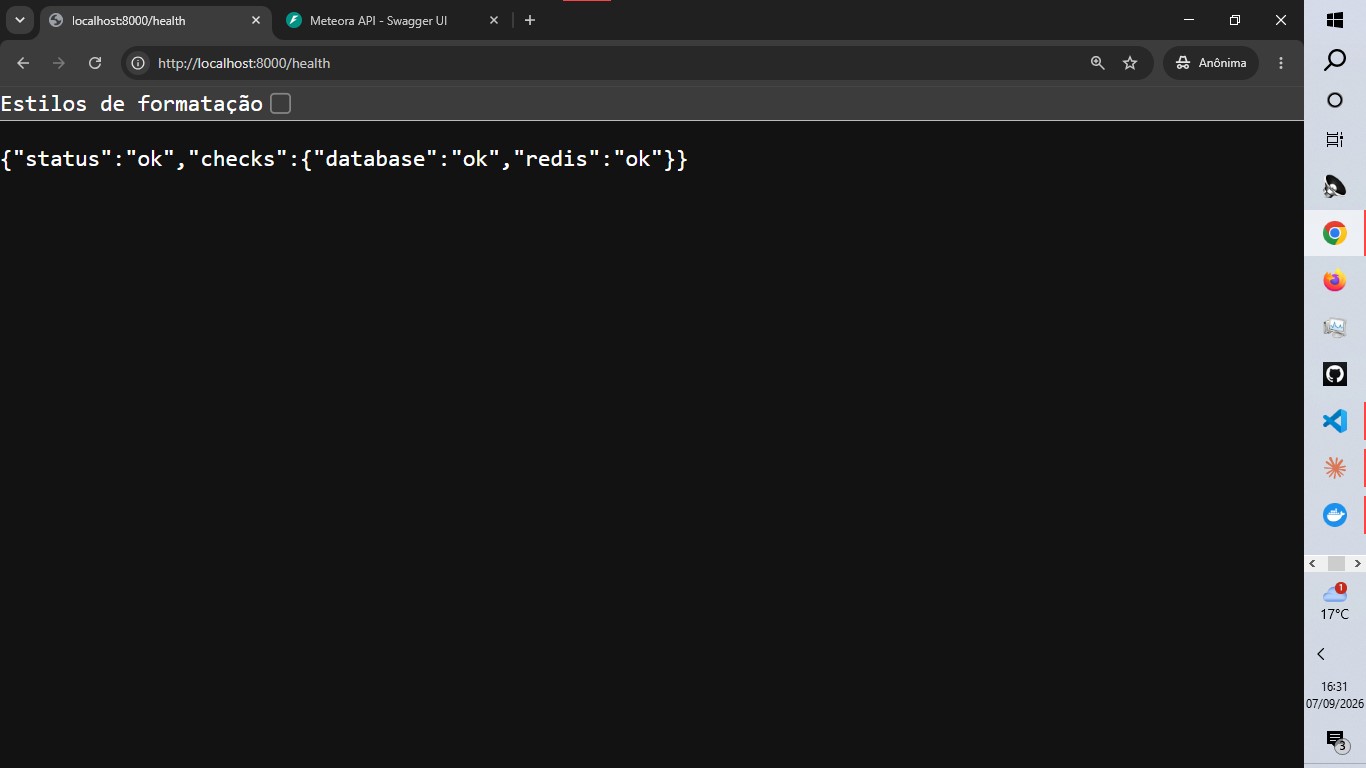 localhost:8000/health
Meteora API - Swagger UI
http://localhost:8000/health
Anônima
Estilos de formatação
{"status":"ok","checks":{"database":"ok","redis":"ok"}}
1
17°C
16:31
07/09/2026
3